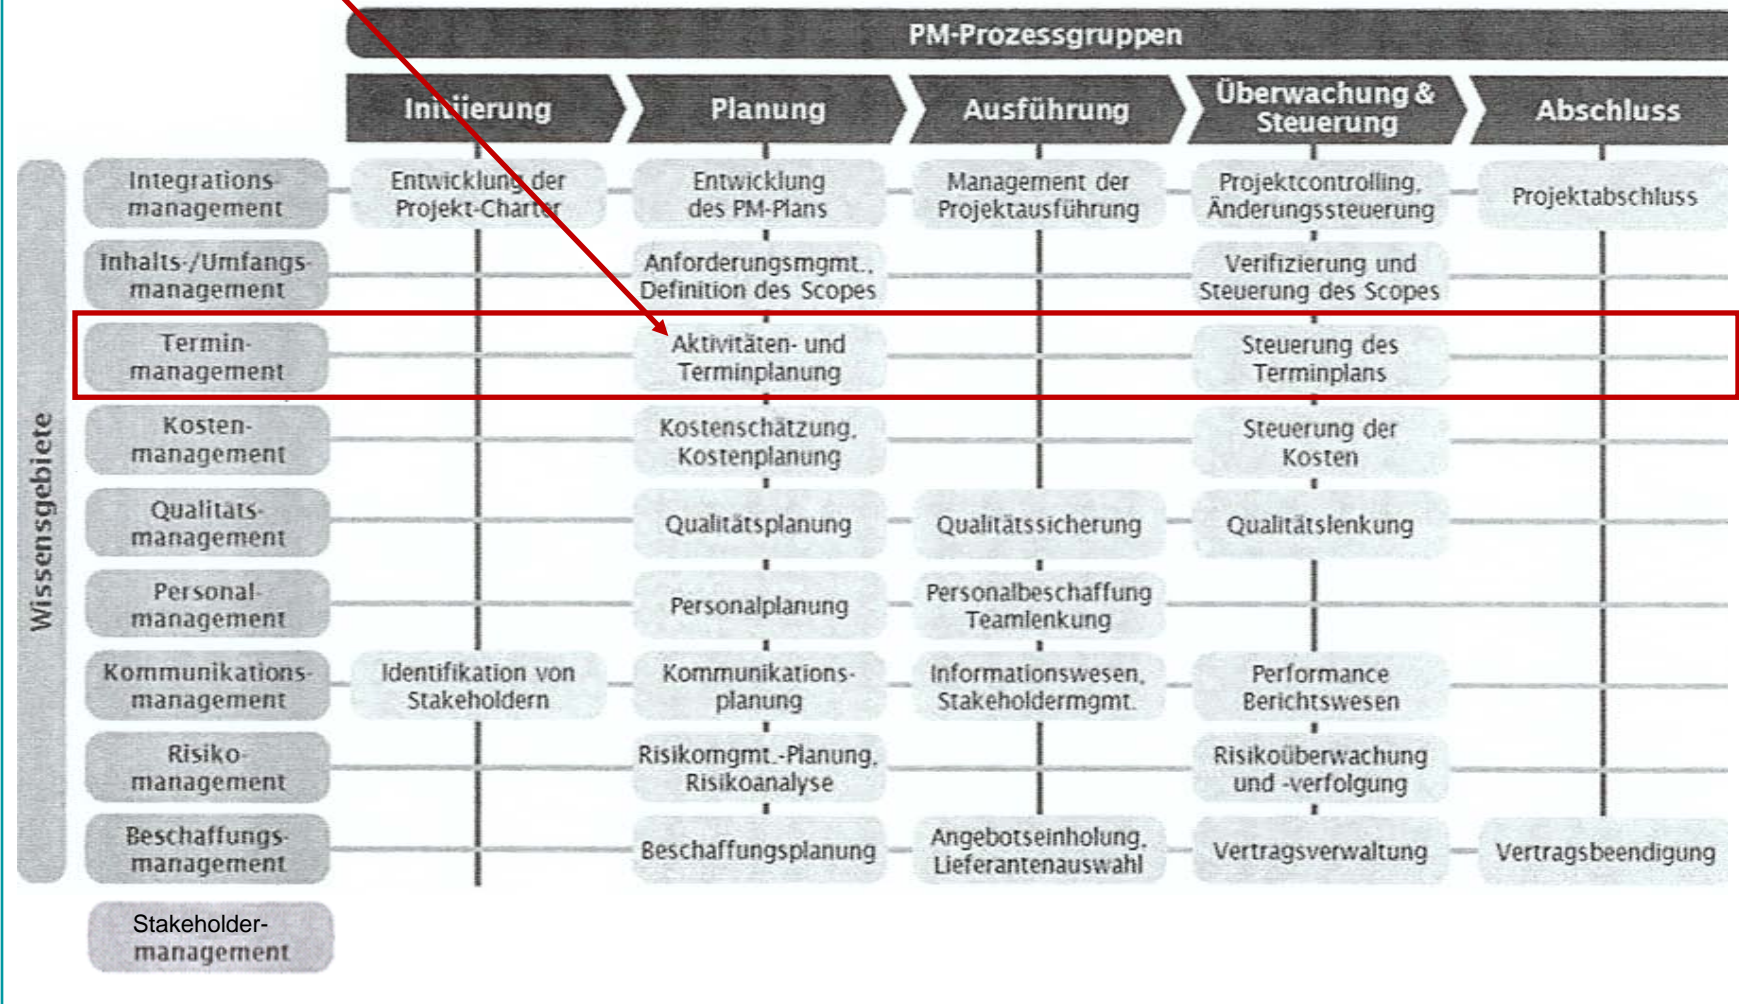 PM-Prozessgruppen
Initiierung
Planung
Ausführung
Überwachung &
Steuerung
Abschluss
Wissensgebiete
Integrations-
management
Entwicklung der
Projekt-Charter
Entwicklung
des PM-Plans
Management der
Projektausführung
Projektcontrolling,
Änderungssteuerung
Projektabschluss
Inhalts-/Umfangs-
management
Anforderungsmgmt.,
Definition des Scopes
Verifizierung und
Steuerung des Scopes
Termin-
management
Aktivitäten- und
Terminplanung
Steuerung des
Terminplans
Kosten-
management
Kostenschätzung,
Kostenplanung
Steuerung der
Kosten
Qualitäts-
management
Qualitätsplanung
Qualitätssicherung
Qualitätslenkung
Personal-
management
Personalplanung
Personalbeschaffung
Teamlenkung
Kommunikations-
management
Identifikation von
Stakeholdern
Kommunikations-
planung
Informationswesen,
Stakeholdermgmt.
Performance
Berichtswesen
Risiko-
management
Risikomgmt.-Planung,
Risikoanalyse
Risikoüberwachung
und -verfolgung
Beschaffungs-
management
Beschaffungsplanung
Angebotseinholung,
Lieferantenauswahl
Vertragsverwaltung
Vertragsbeendigung
Stakeholder-
management